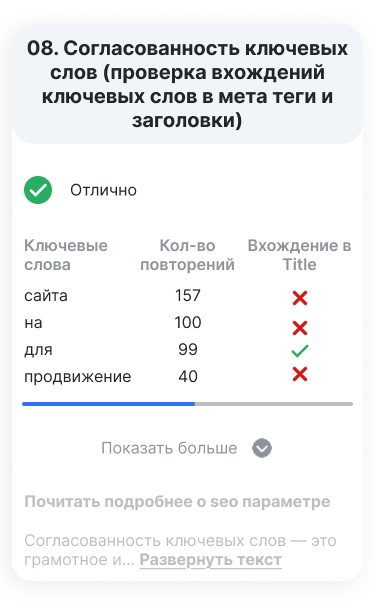 08. Согласованность ключевых
слов (проверка вхождений
ключевых слов в мета теги и
заголовки)
Отлично
Ключевые слова Кол-во повторений Вхождение в Title
сайта 157
на 100
для 99
продвижение 40
Показать больше
Почитать подробнее о seo параметре
Согласованность ключевых слов — это
грамотное и... Развернуть текст